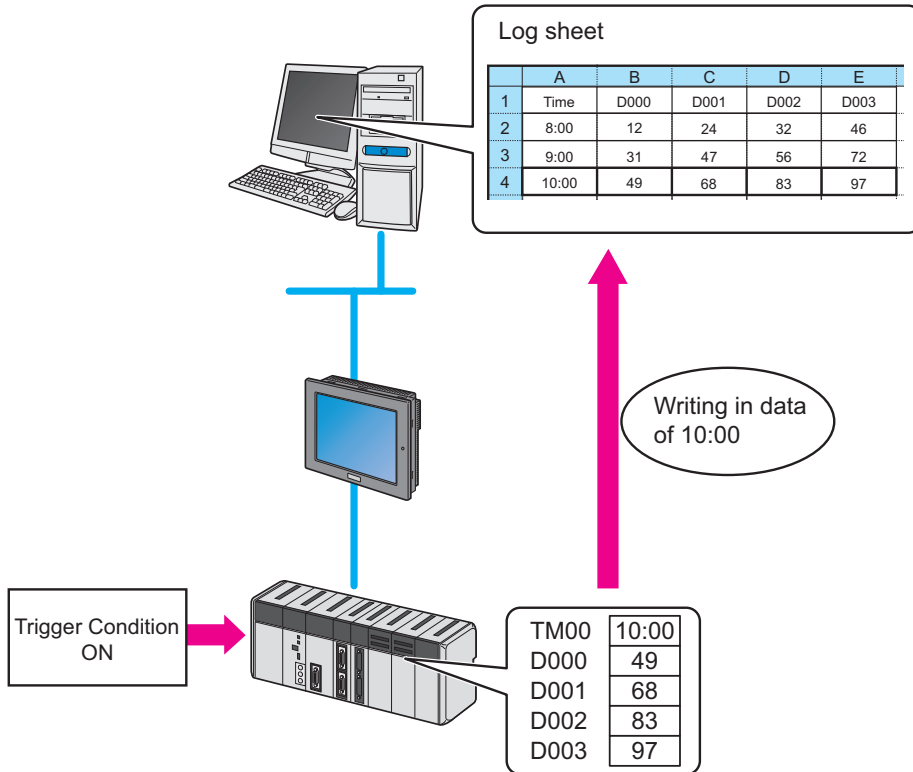 Log sheet
A B C D E
1 Time D000 D001 D002 D003
2 8:00 12 24 32 46
3 9:00 31 47 56 72
4 10:00 49 68 83 97
Writing in data
of 10:00
Trigger Condition
ON
TM00 10:00
D000 49
D001 68
D002 83
D003 97